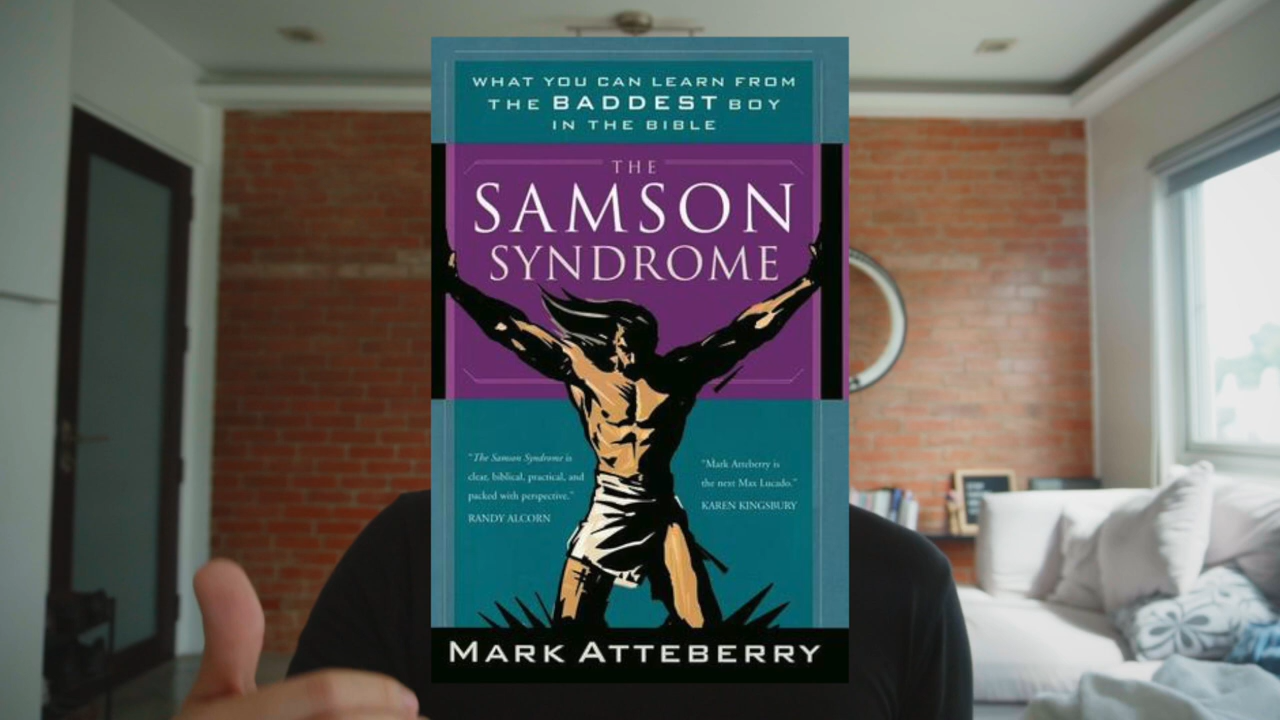 WHAT YOU CAN LEARN FROM
THE BADDEST BOY
IN THE BIBLE
THE
SAMSON
SYNDROME
"The Samson Syndrome is
clear, biblical, practical, and
packed with perspective."
RANDY ALCORN
"Mark Atteberry is
the next Max Lucado."
KAREN KINGSBURY
MARK ATTEBERRY